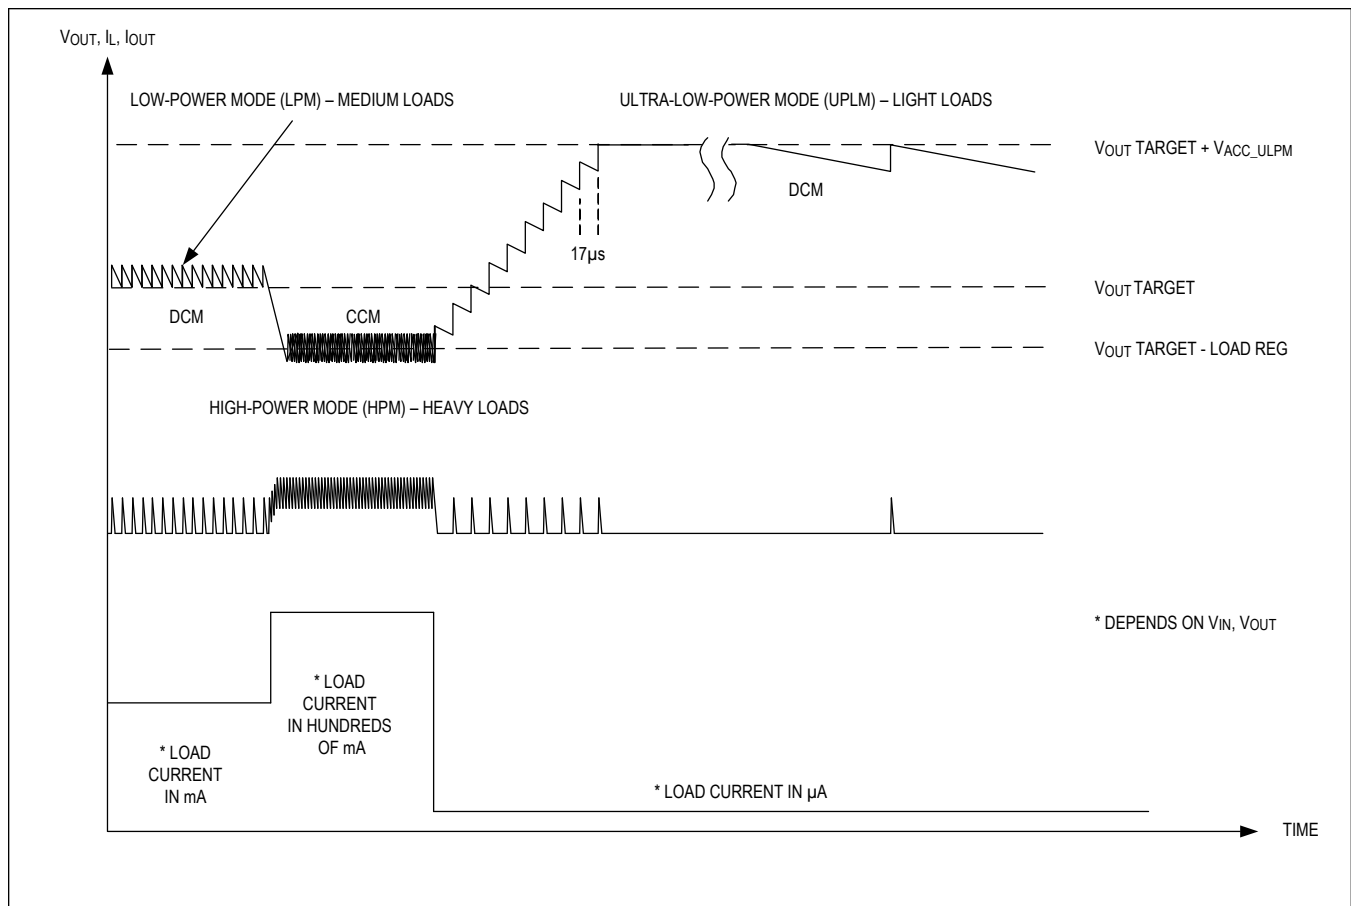 VOUT, IL, IOUT
LOW-POWER MODE (LPM) – MEDIUM LOADS
ULTRA-LOW-POWER MODE (UPLM) – LIGHT LOADS
VOUT TARGET + VACC_ULPM
DCM
17µs
VOUT TARGET
DCM
CCM
VOUT TARGET - LOAD REG
HIGH-POWER MODE (HPM) – HEAVY LOADS
* DEPENDS ON VIN, VOUT
* LOAD
CURRENT
IN HUNDREDS
OF mA
* LOAD
CURRENT
IN mA
* LOAD CURRENT IN µA
TIME